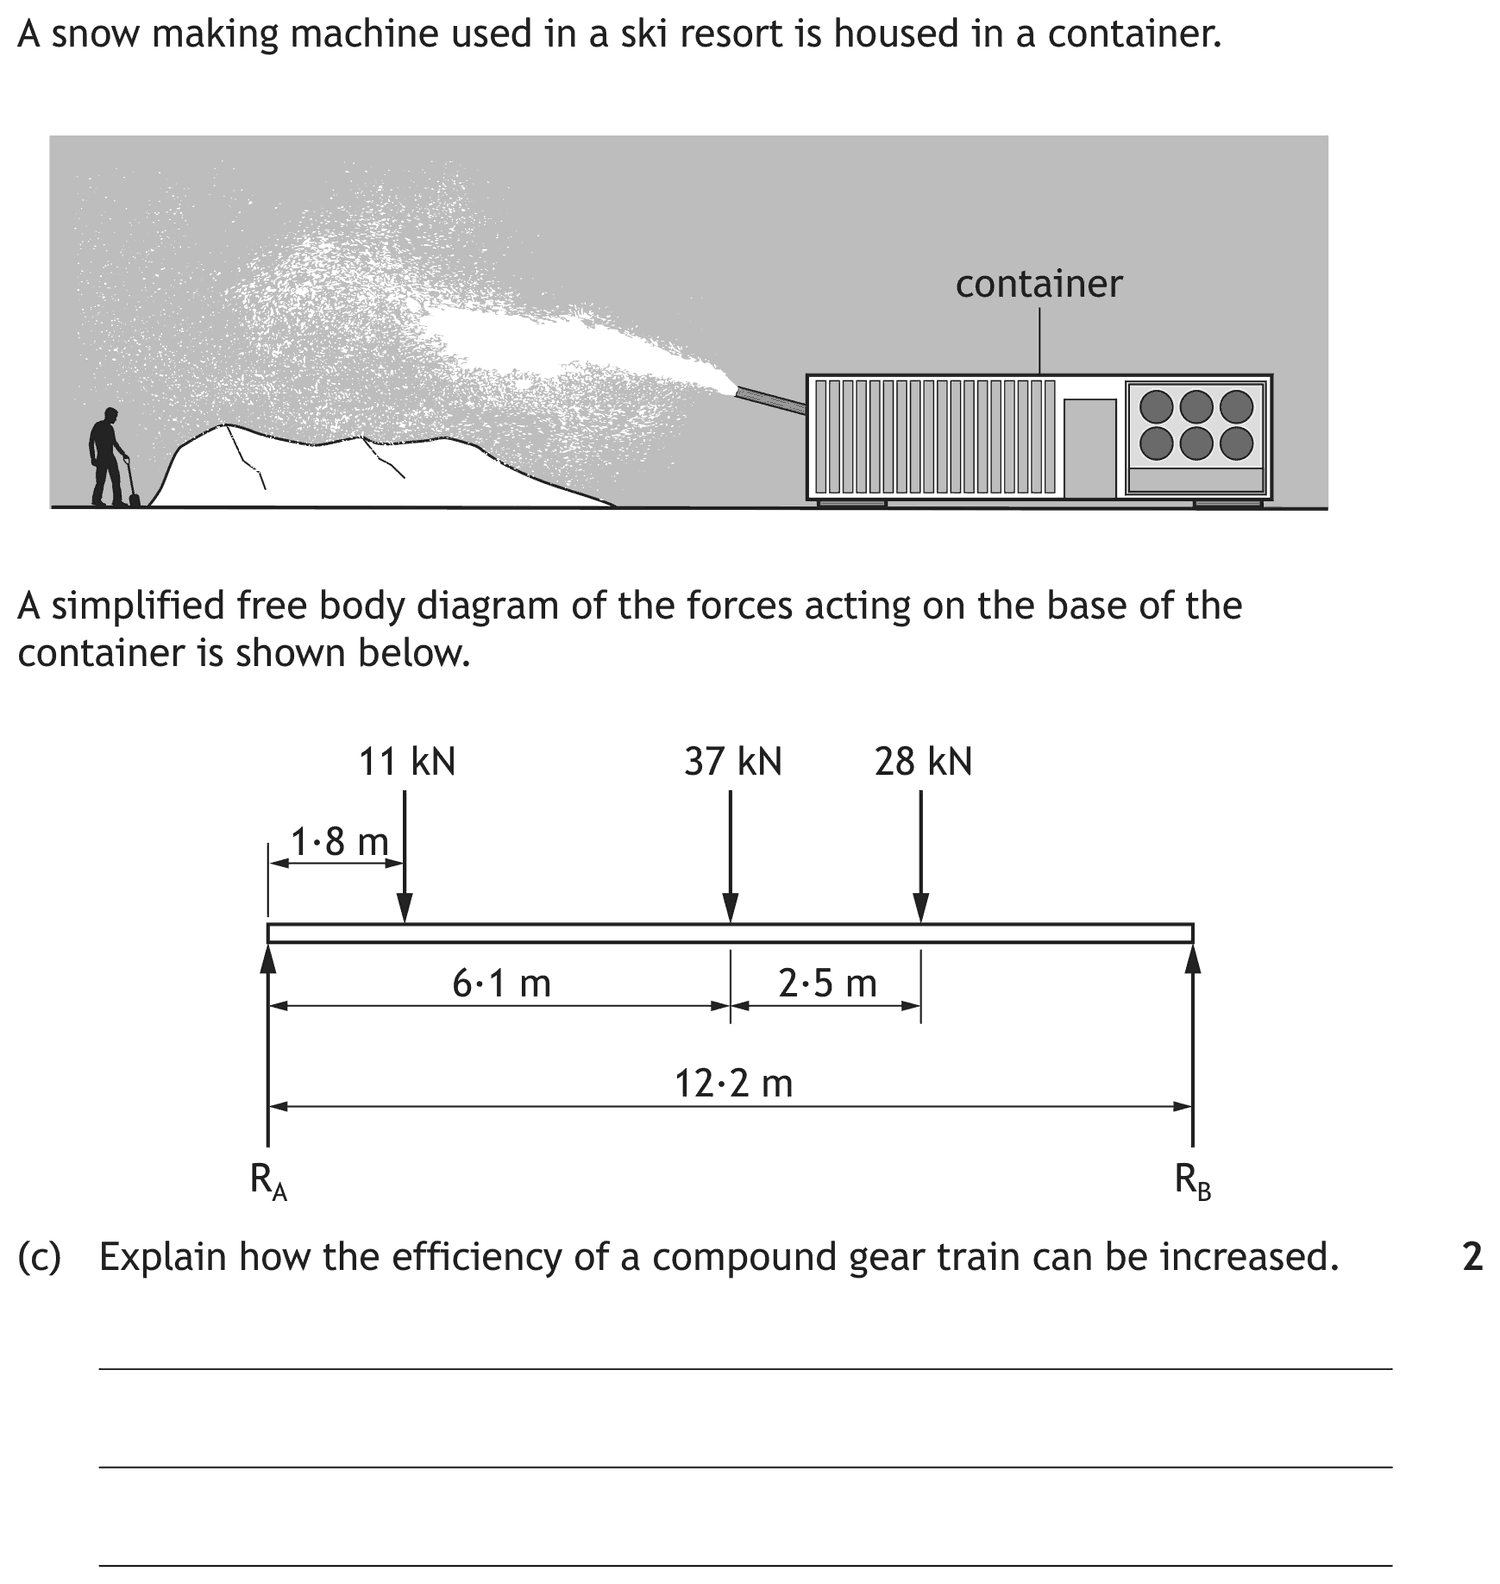 A snow making machine used in a ski resort is housed in a container.
container
A simplified free body diagram of the forces acting on the base of the
container is shown below.
11 kN 37 kN 28 kN
1·8 m
6·1 m 2·5 m
12·2 m
R_A R_B
(c) Explain how the efficiency of a compound gear train can be increased. 2